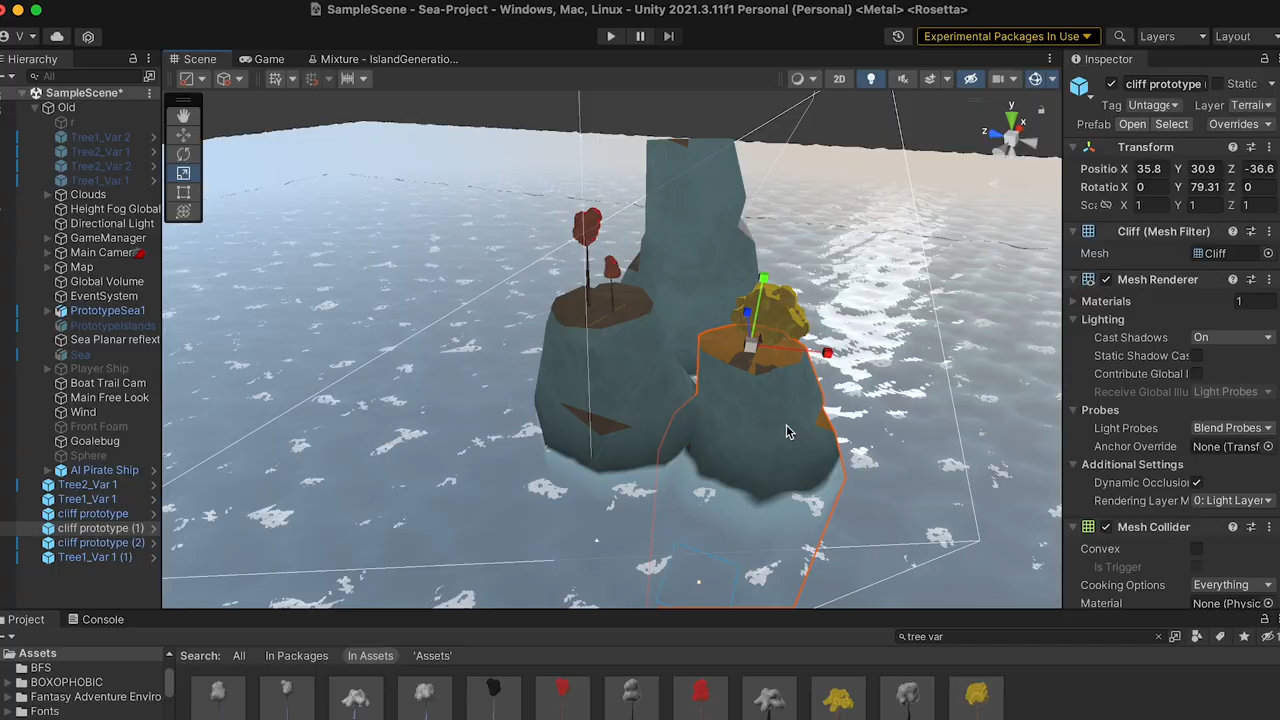 SampleScene - Sea-Project - Windows, Mac, Linux - Unity 2021.3.11f1 Personal (Personal) <Metal> <Rosetta>
V
Experimental Packages In Use
Layers
Layout
Hierarchy
Scene
Game
Mixture - IslandGeneratio...
Inspector
All
2D
SampleScene*
Old
r
Tree1_Var 2
Tree2_Var 1
Tree2_Var 2
Tree1_Var 1
Clouds
Height Fog Global
Directional Light
GameManager
Main Camera
Map
Global Volume
EventSystem
PrototypeSea1
PrototypeIslands
Sea Planar reflext
Sea
Player Ship
Boat Trail Cam
Main Free Look
Wind
Front Foam
Goalebug
Sphere
AI Pirate Ship
Tree2_Var 1
Tree1_Var 1
cliff prototype
cliff prototype (1)
cliff prototype (2)
Tree1_Var 1 (1)
y
x
z
cliff prototype (
Static
Tag Untagge
Layer Terrai
Prefab Open Select Overrides
Transform
Positio X 35.8 Y 30.9 Z -36.6
Rotatio X 0 Y 79.31 Z 0
Sca X 1 Y 1 Z 1
Cliff (Mesh Filter)
Mesh Cliff
Mesh Renderer
Materials 1
Lighting
Cast Shadows On
Static Shadow Cas
Contribute Global I
Receive Global Illu Light Probes
Probes
Light Probes Blend Probes
Anchor Override None (Transf
Additional Settings
Dynamic Occlusio
Rendering Layer M 0: Light Layer
Mesh Collider
Convex
Is Trigger
Cooking Options Everything
Material None (Physic
Project
Console
tree var
Assets
Search: All In Packages In Assets 'Assets'
BFS
BOXOPHOBIC
Fantasy Adventure Enviro
Fonts